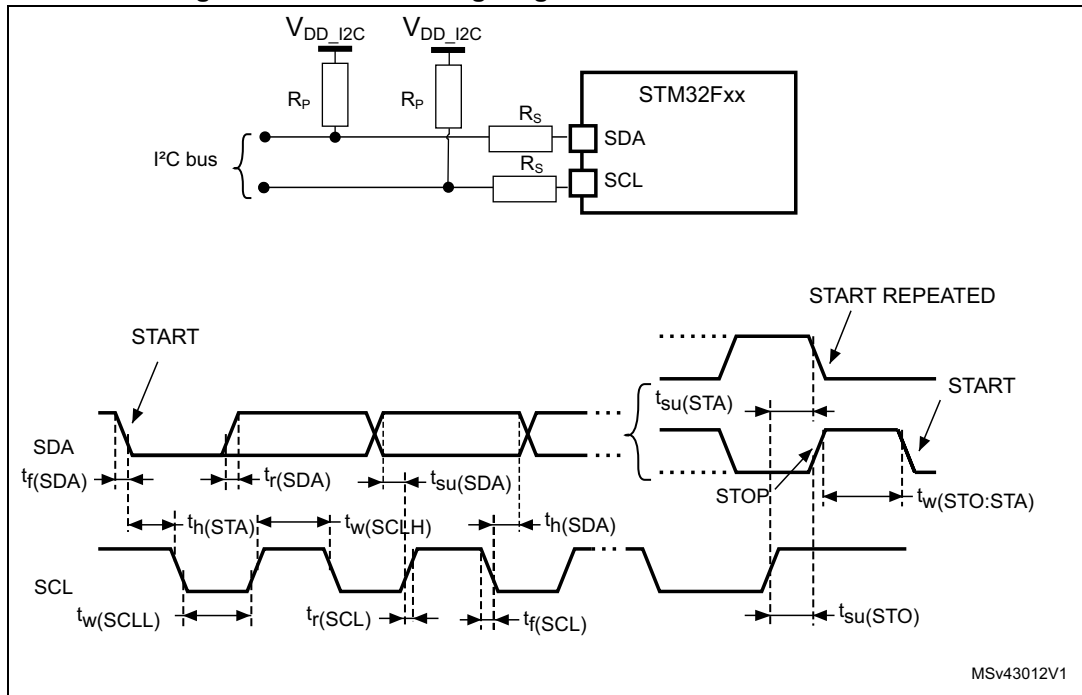 V_DD_I2C V_DD_I2C
STM32Fxx
R_P R_P R_S
SDA
I²C bus
R_S
SCL
START REPEATED
START
START
t_su(STA)
SDA
t_f(SDA) t_r(SDA) t_su(SDA) STOP t_w(STO:STA)
t_h(STA) t_w(SCLH) t_h(SDA)
SCL
t_w(SCLL) t_r(SCL) t_f(SCL) t_su(STO)
MSv43012V1